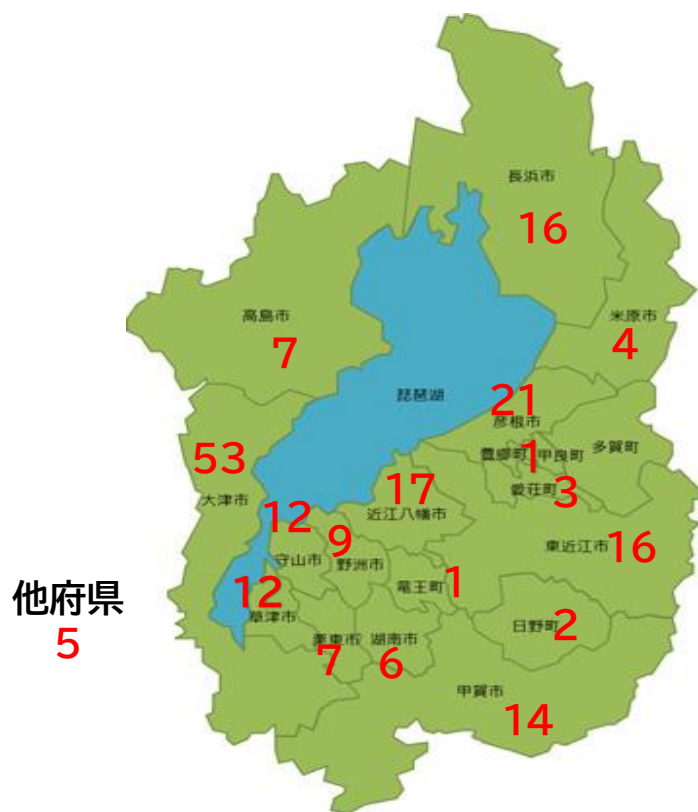 長浜市
16
高島市
7
米原市
4
琵琶湖
21
彦根市
多賀町
豊郷町
1
甲良町
愛荘町
3
53
大津市
17
近江八幡市
12
守山市
9
野洲市
東近江市
16
竜王町
1
12
草津市
日野町
2
栗東市
7
湖南市
6
甲賀市
14
他府県
5